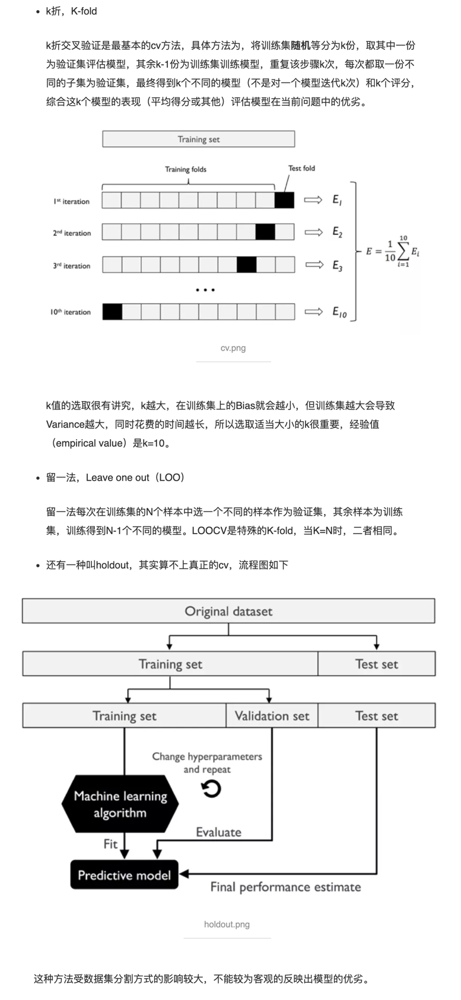 k折，K-fold
k折交叉验证是最基本的cv方法，具体方法为，将训练集随机等分为k份，取其中一份
为验证集评估模型，其余k-1份为训练集训练模型，重复该步骤k次，每次都取一份不
同的子集为验证集，最终得到k个不同的模型（不是对一个模型迭代k次）和k个评分，
综合这k个模型的表现（平均得分或其他）评估模型在当前问题中的优劣。
Training set
Training folds
Test fold
1st iteration
E1
2nd iteration
E2
3rd iteration
E3
E = 1/10 ∑ i=1 10 Ei
...
10th iteration
E10
cv.png
k值的选取很有讲究，k越大，在训练集上的Bias就会越小，但训练集越大会导致
Variance越大，同时花费的时间越长，所以选取适当大小的k很重要，经验值
（empirical value）是k=10。
留一法，Leave one out（LOO）
留一法每次在训练集的N个样本中选一个不同的样本作为验证集，其余样本为训练
集，训练得到N-1个不同的模型。LOOCV是特殊的K-fold，当K=N时，二者相同。
还有一种叫holdout，其实算不上真正的cv，流程图如下
Original dataset
Training set
Test set
Training set
Validation set
Test set
Change hyperparameters
and repeat
Machine learning
algorithm
Evaluate
Fit
Predictive model
Final performance estimate
holdout.png
这种方法受数据集分割方式的影响较大，不能较为客观的反映出模型的优劣。